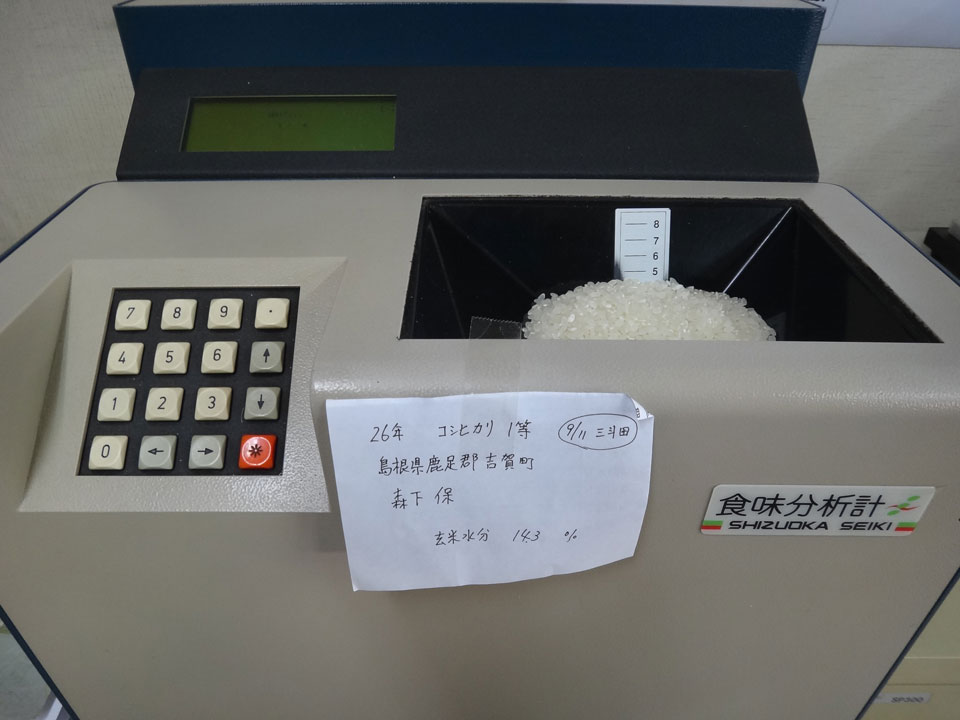 8
7
6
5
7 8 9 .
4 5 6 ↑
1 2 3 ↓
0 ← → *
26年 コシヒカリ 1等 9/11 三斗田
島根県鹿足郡吉賀町
森下 保
玄米水分 14.3 %
食味分析計
SHIZUOKA SEIKI